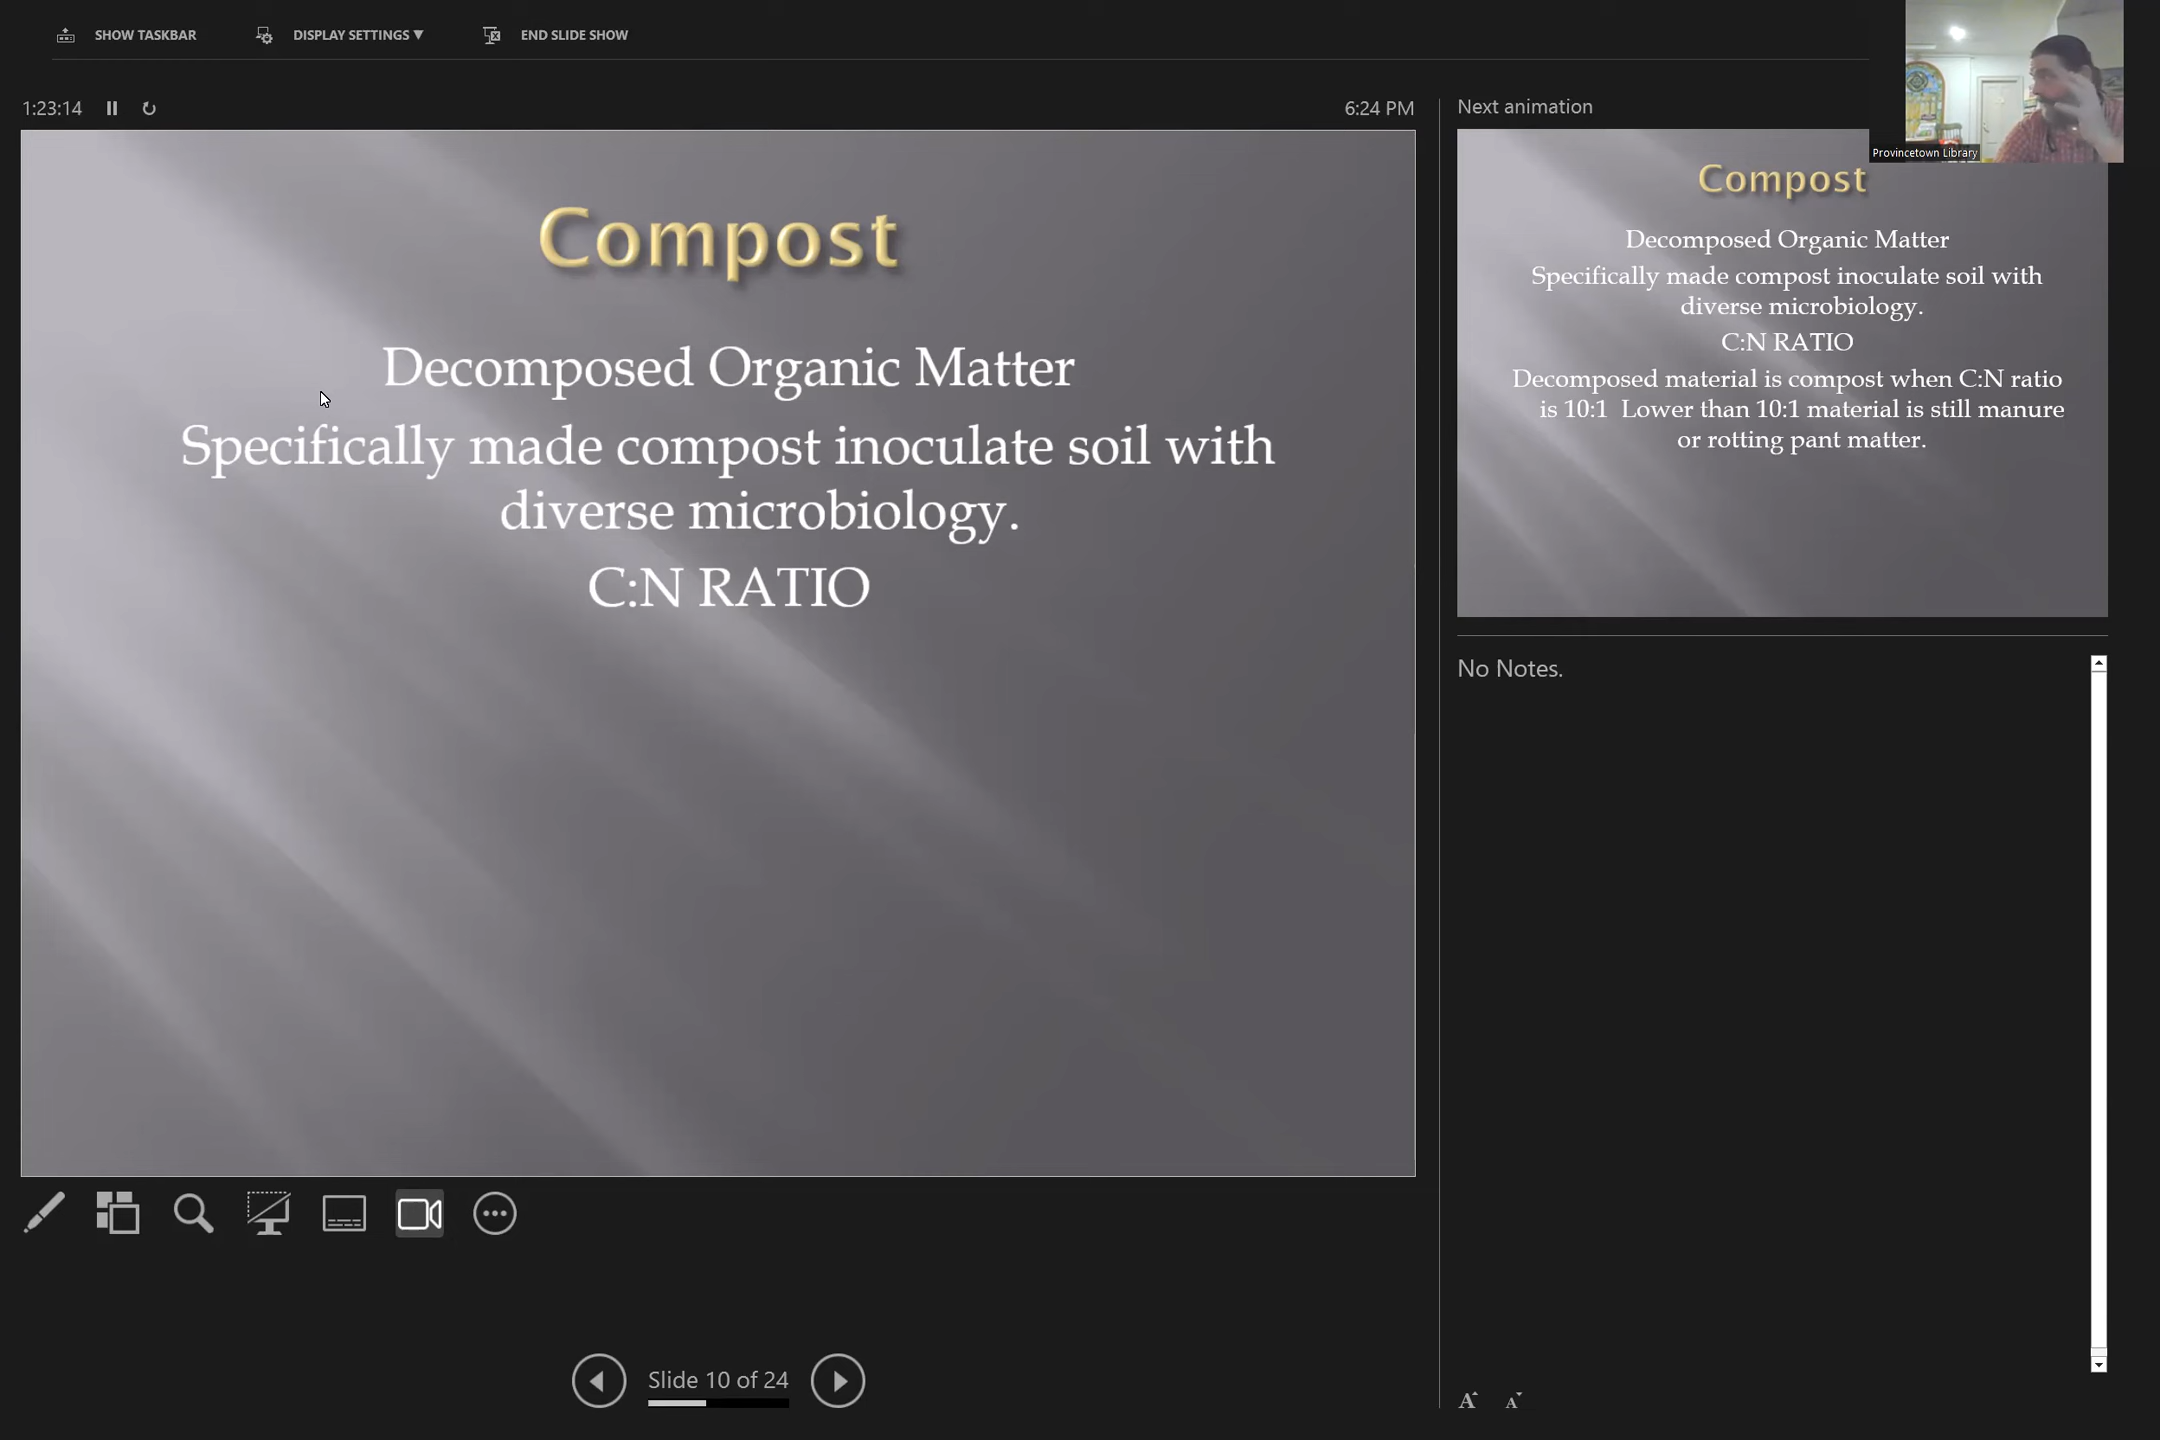 SHOW TASKBAR
DISPLAY SETTINGS ▼
END SLIDE SHOW
1:23:14
6:24 PM
Compost
Decomposed Organic Matter
Specifically made compost inoculate soil with
diverse microbiology.
C:N RATIO
Slide 10 of 24
Next animation
Provincetown Library
Compost
Decomposed Organic Matter
Specifically made compost inoculate soil with
diverse microbiology.
C:N RATIO
Decomposed material is compost when C:N ratio
is 10:1 Lower than 10:1 material is still manure
or rotting pant matter.
No Notes.
A A